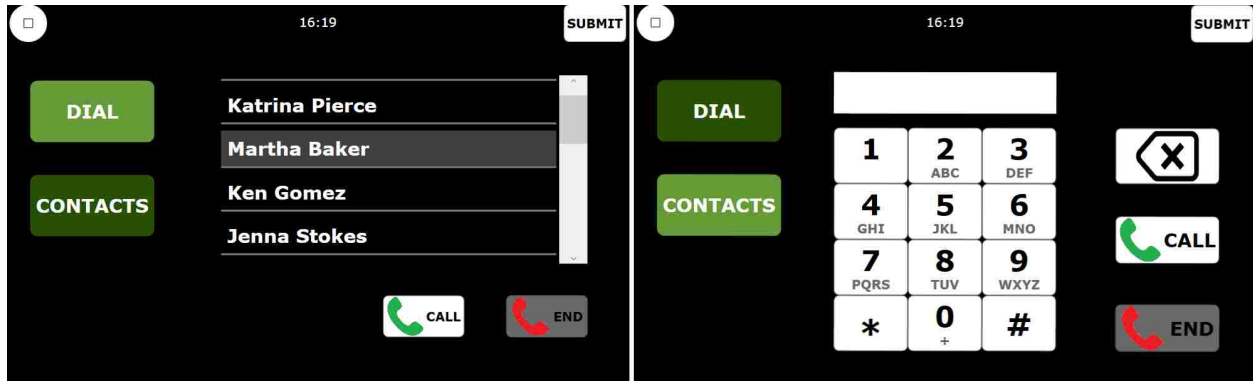 16:19
SUBMIT
DIAL
CONTACTS
Katrina Pierce
Martha Baker
Ken Gomez
Jenna Stokes
CALL
END
16:19
SUBMIT
DIAL
CONTACTS
1
2
ABC
3
DEF
4
GHI
5
JKL
6
MNO
7
PQRS
8
TUV
9
WXYZ
*
0
+
#
CALL
END